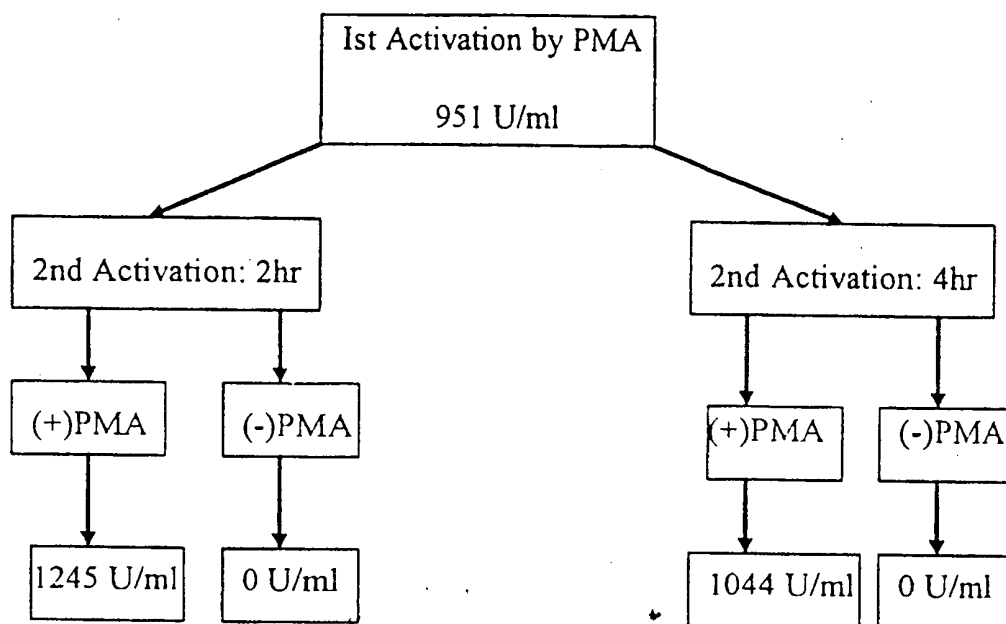 Ist Activation by PMA
951 U/ml
2nd Activation: 2hr
2nd Activation: 4hr
(+)PMA
(-)PMA
(+)PMA
(-)PMA
1245 U/ml
0 U/ml
1044 U/ml
0 U/ml